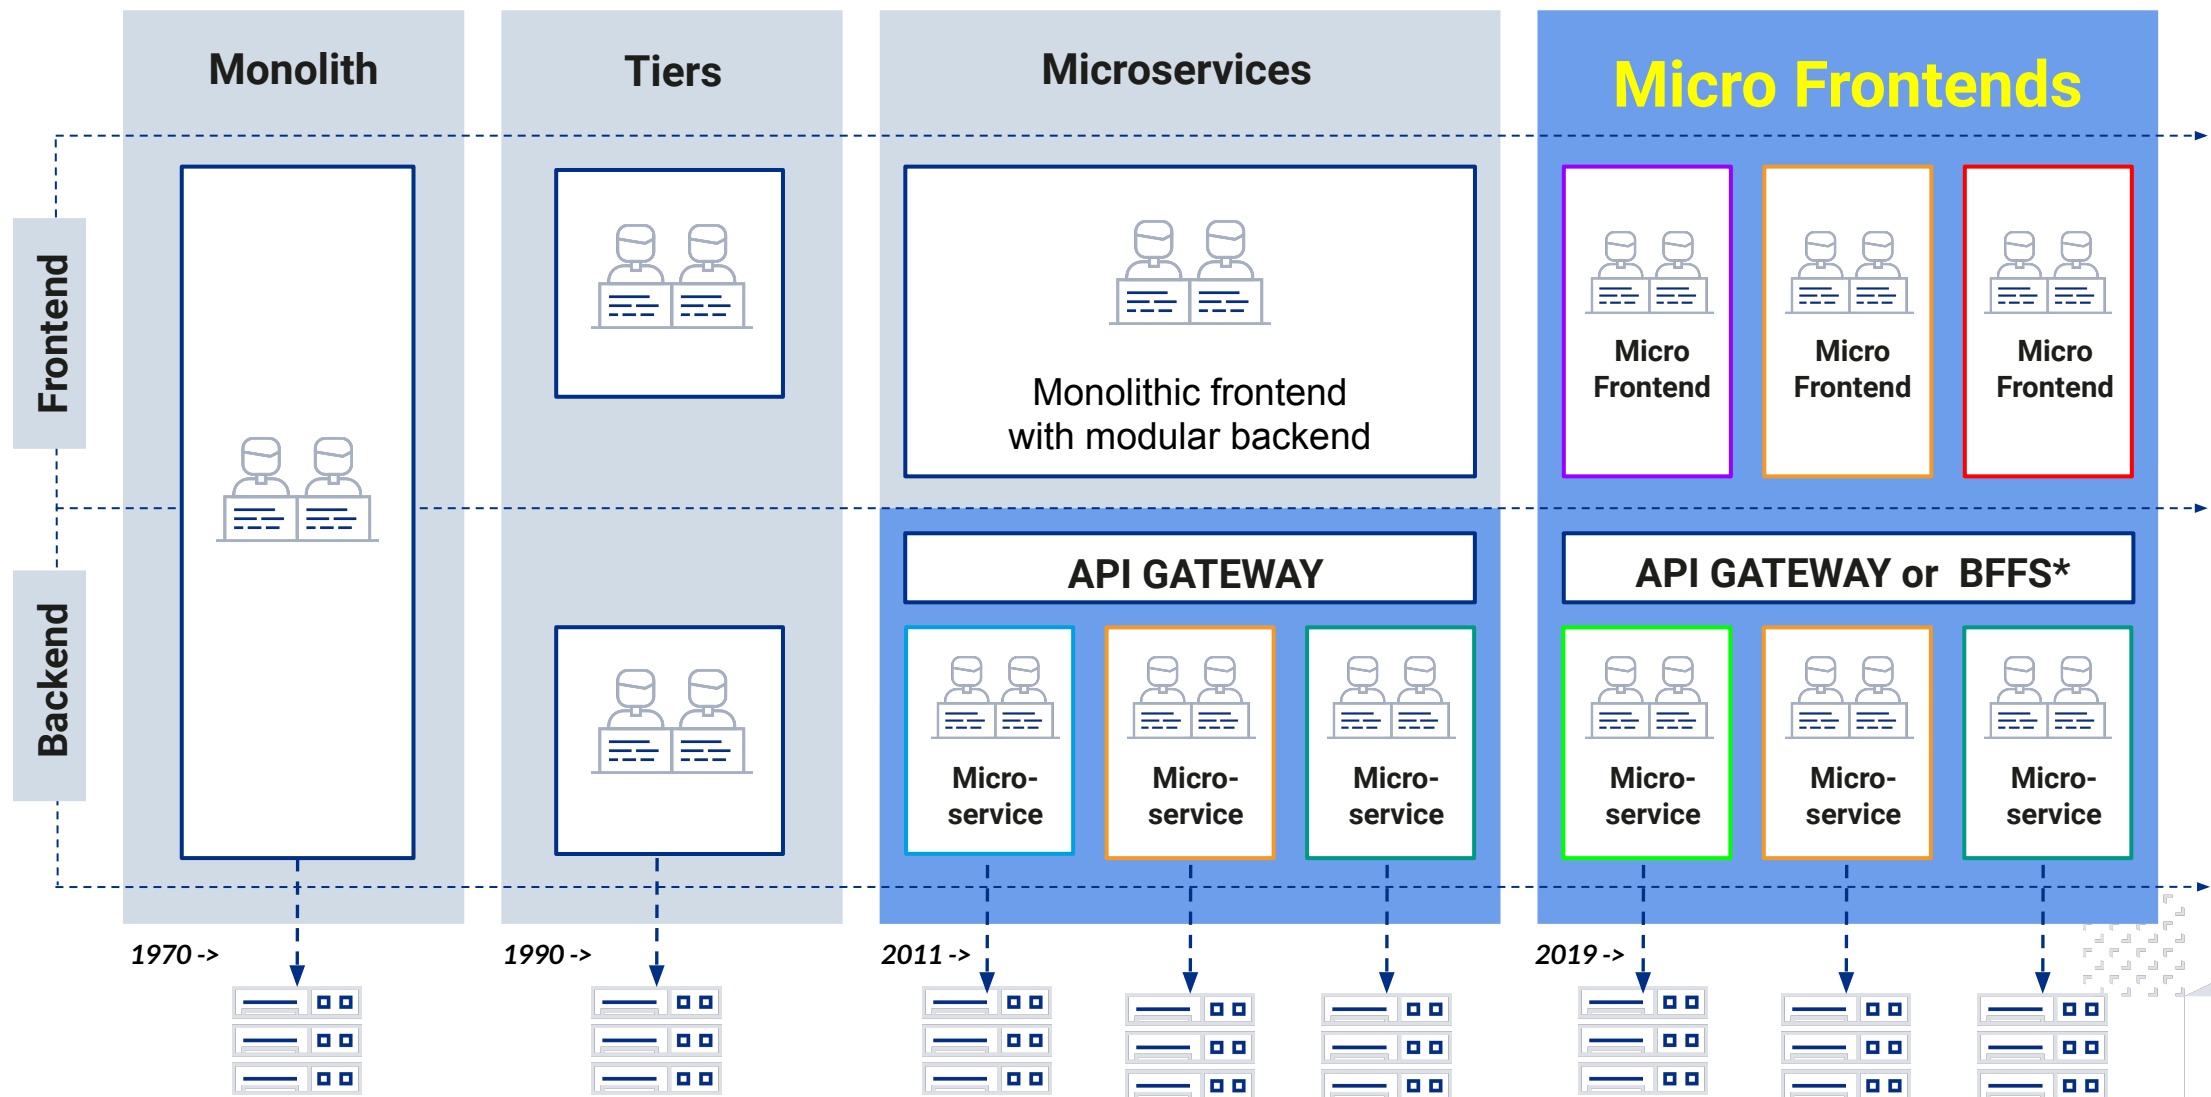 Monolith
Tiers
Microservices
Micro Frontends
Frontend
Backend
Monolithic frontend
with modular backend
Micro
Frontend
Micro
Frontend
Micro
Frontend
API GATEWAY
API GATEWAY or BFFS*
Micro-
service
Micro-
service
Micro-
service
Micro-
service
Micro-
service
Micro-
service
1970 ->
1990 ->
2011 ->
2019 ->